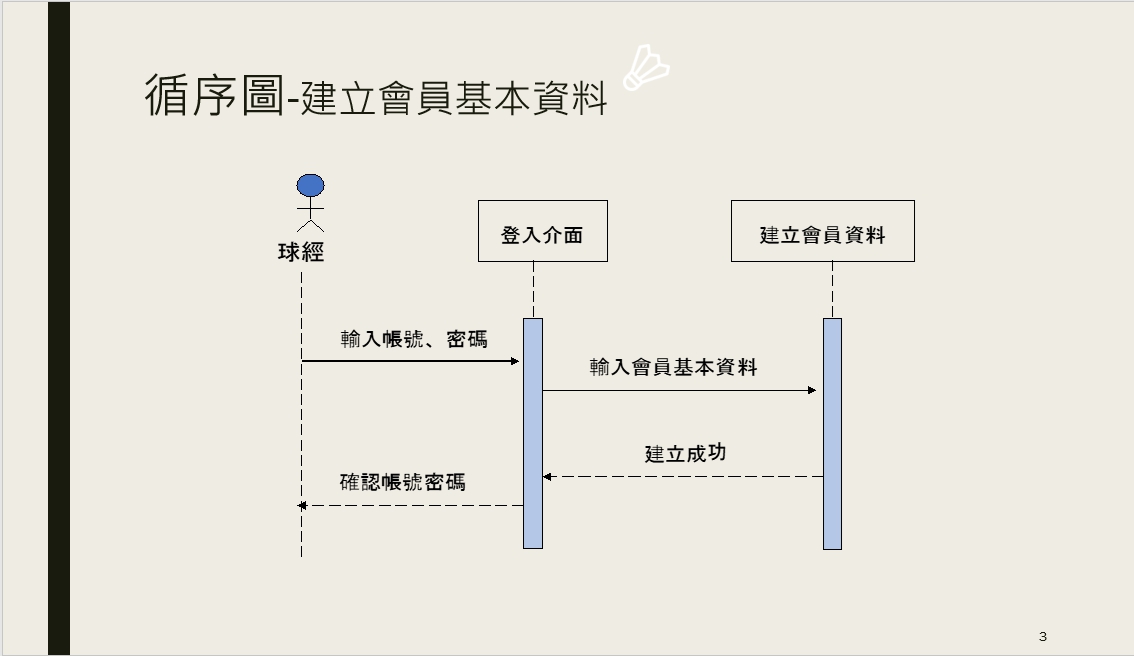 循序圖-建立會員基本資料
球經
登入介面
建立會員資料
輸入帳號、密碼
輸入會員基本資料
建立成功
確認帳號密碼
3